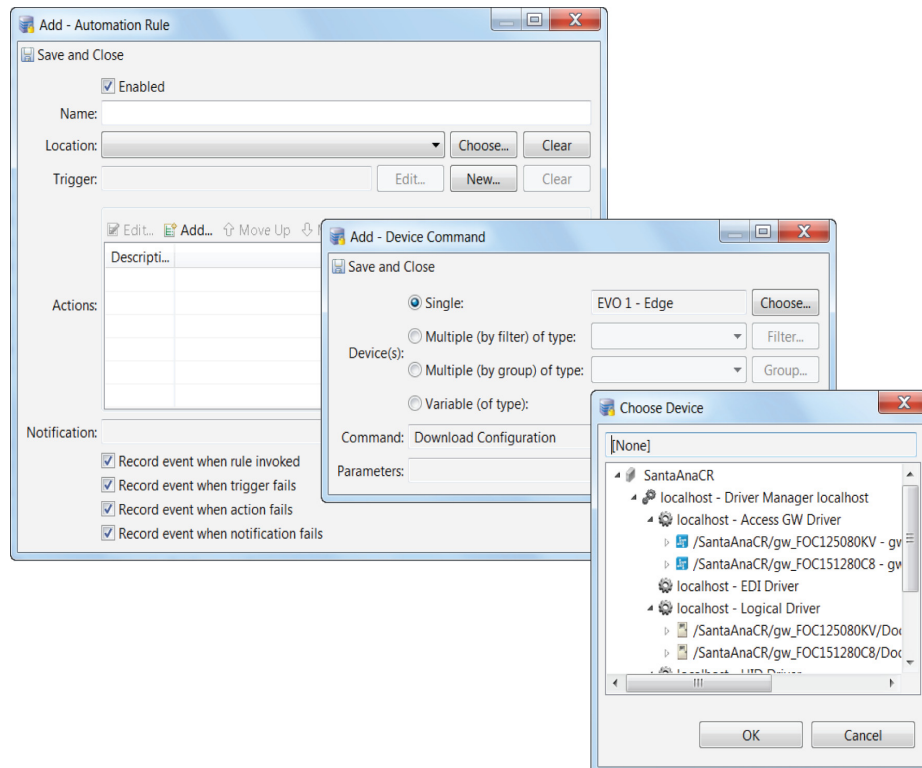 Add - Automation Rule
Save and Close
Enabled
Name:
Location: Choose... Clear
Trigger: Edit... New... Clear
Edit... Add... Move Up
Descripti...
Actions:
Notification:
Record event when rule invoked
Record event when trigger fails
Record event when action fails
Record event when notification fails
Add - Device Command
Save and Close
Device(s):
Single: EVO 1 - Edge Choose...
Multiple (by filter) of type: Filter...
Multiple (by group) of type: Group...
Variable (of type):
Command: Download Configuration
Parameters:
Choose Device
[None]
SantaAnaCR
localhost - Driver Manager localhost
localhost - Access GW Driver
/SantaAnaCR/gw_FOC125080KV - gw
/SantaAnaCR/gw_FOC151280C8 - gw
localhost - EDI Driver
localhost - Logical Driver
/SantaAnaCR/gw_FOC125080KV/Doo
/SantaAnaCR/gw_FOC151280C8/Doo
OK Cancel